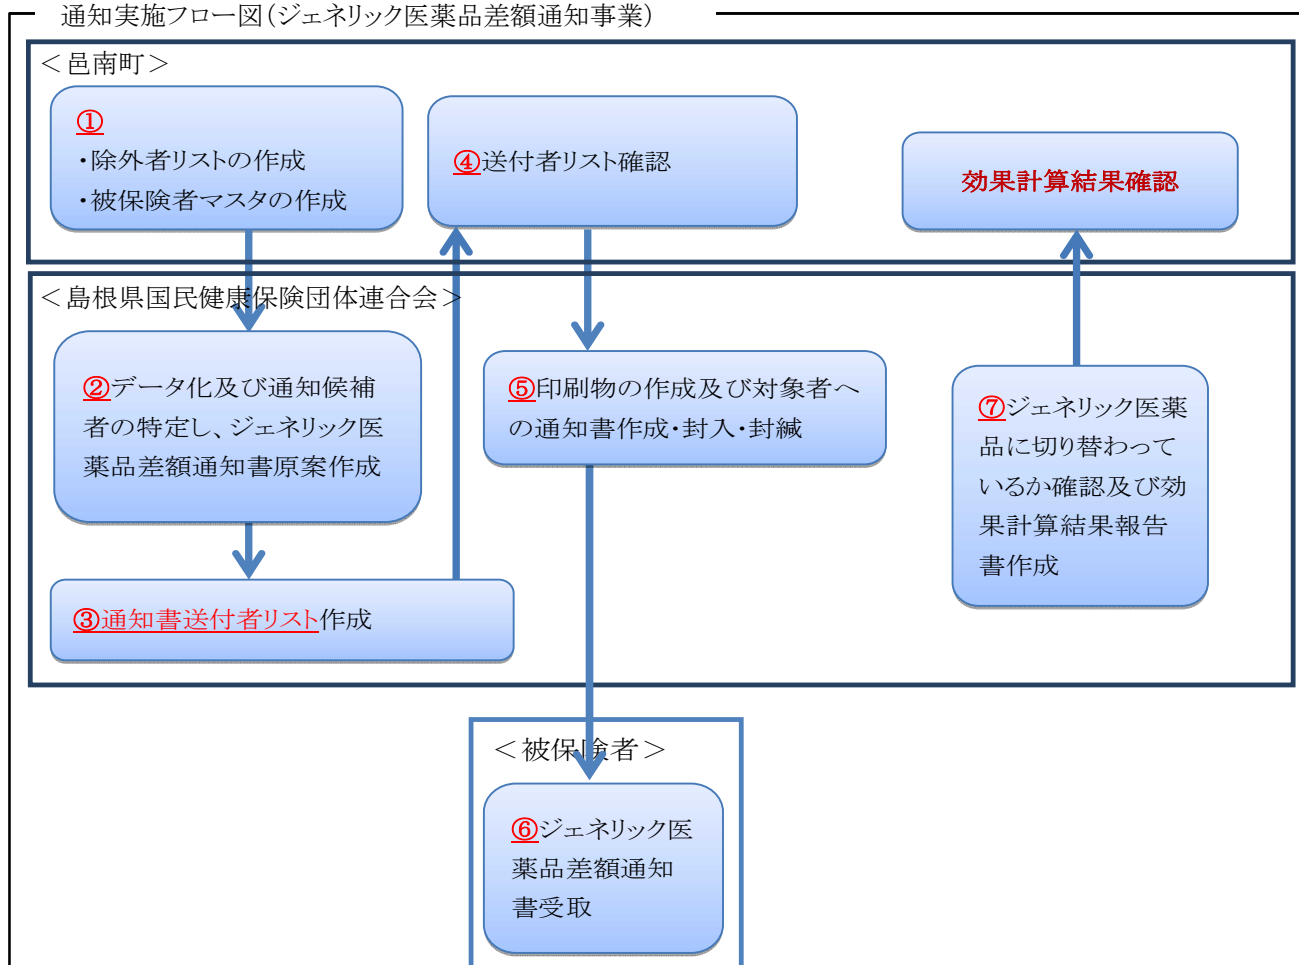 通知実施フロー図(ジェネリック医薬品差額通知事業)
＜邑南町＞
①
・除外者リストの作成
・被保険者マスタの作成
④送付者リスト確認
効果計算結果確認
＜島根県国民健康保険団体連合会＞
②データ化及び通知候補
者の特定し、ジェネリック医
薬品差額通知書原案作成
③通知書送付者リスト作成
⑤印刷物の作成及び対象者へ
の通知書作成・封入・封緘
⑦ジェネリック医薬
品に切り替わって
いるか確認及び効
果計算結果報告
書作成
＜被保険者＞
⑥ジェネリック医
薬品差額通知
書受取